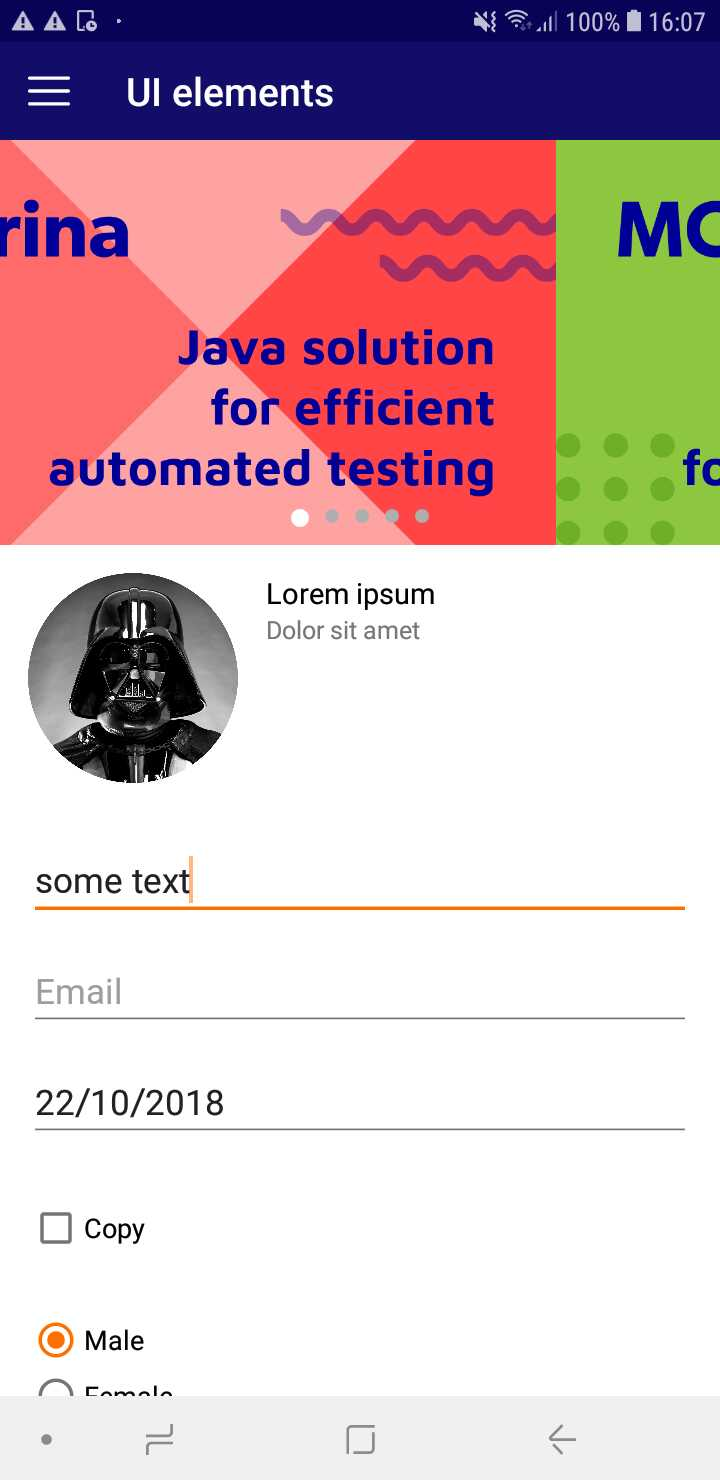 100% 16:07
UI elements
rina
MC
Java solution
for efficient
automated testing
fo
Lorem ipsum
Dolor sit amet
some text
Email
22/10/2018
Copy
Male
Female